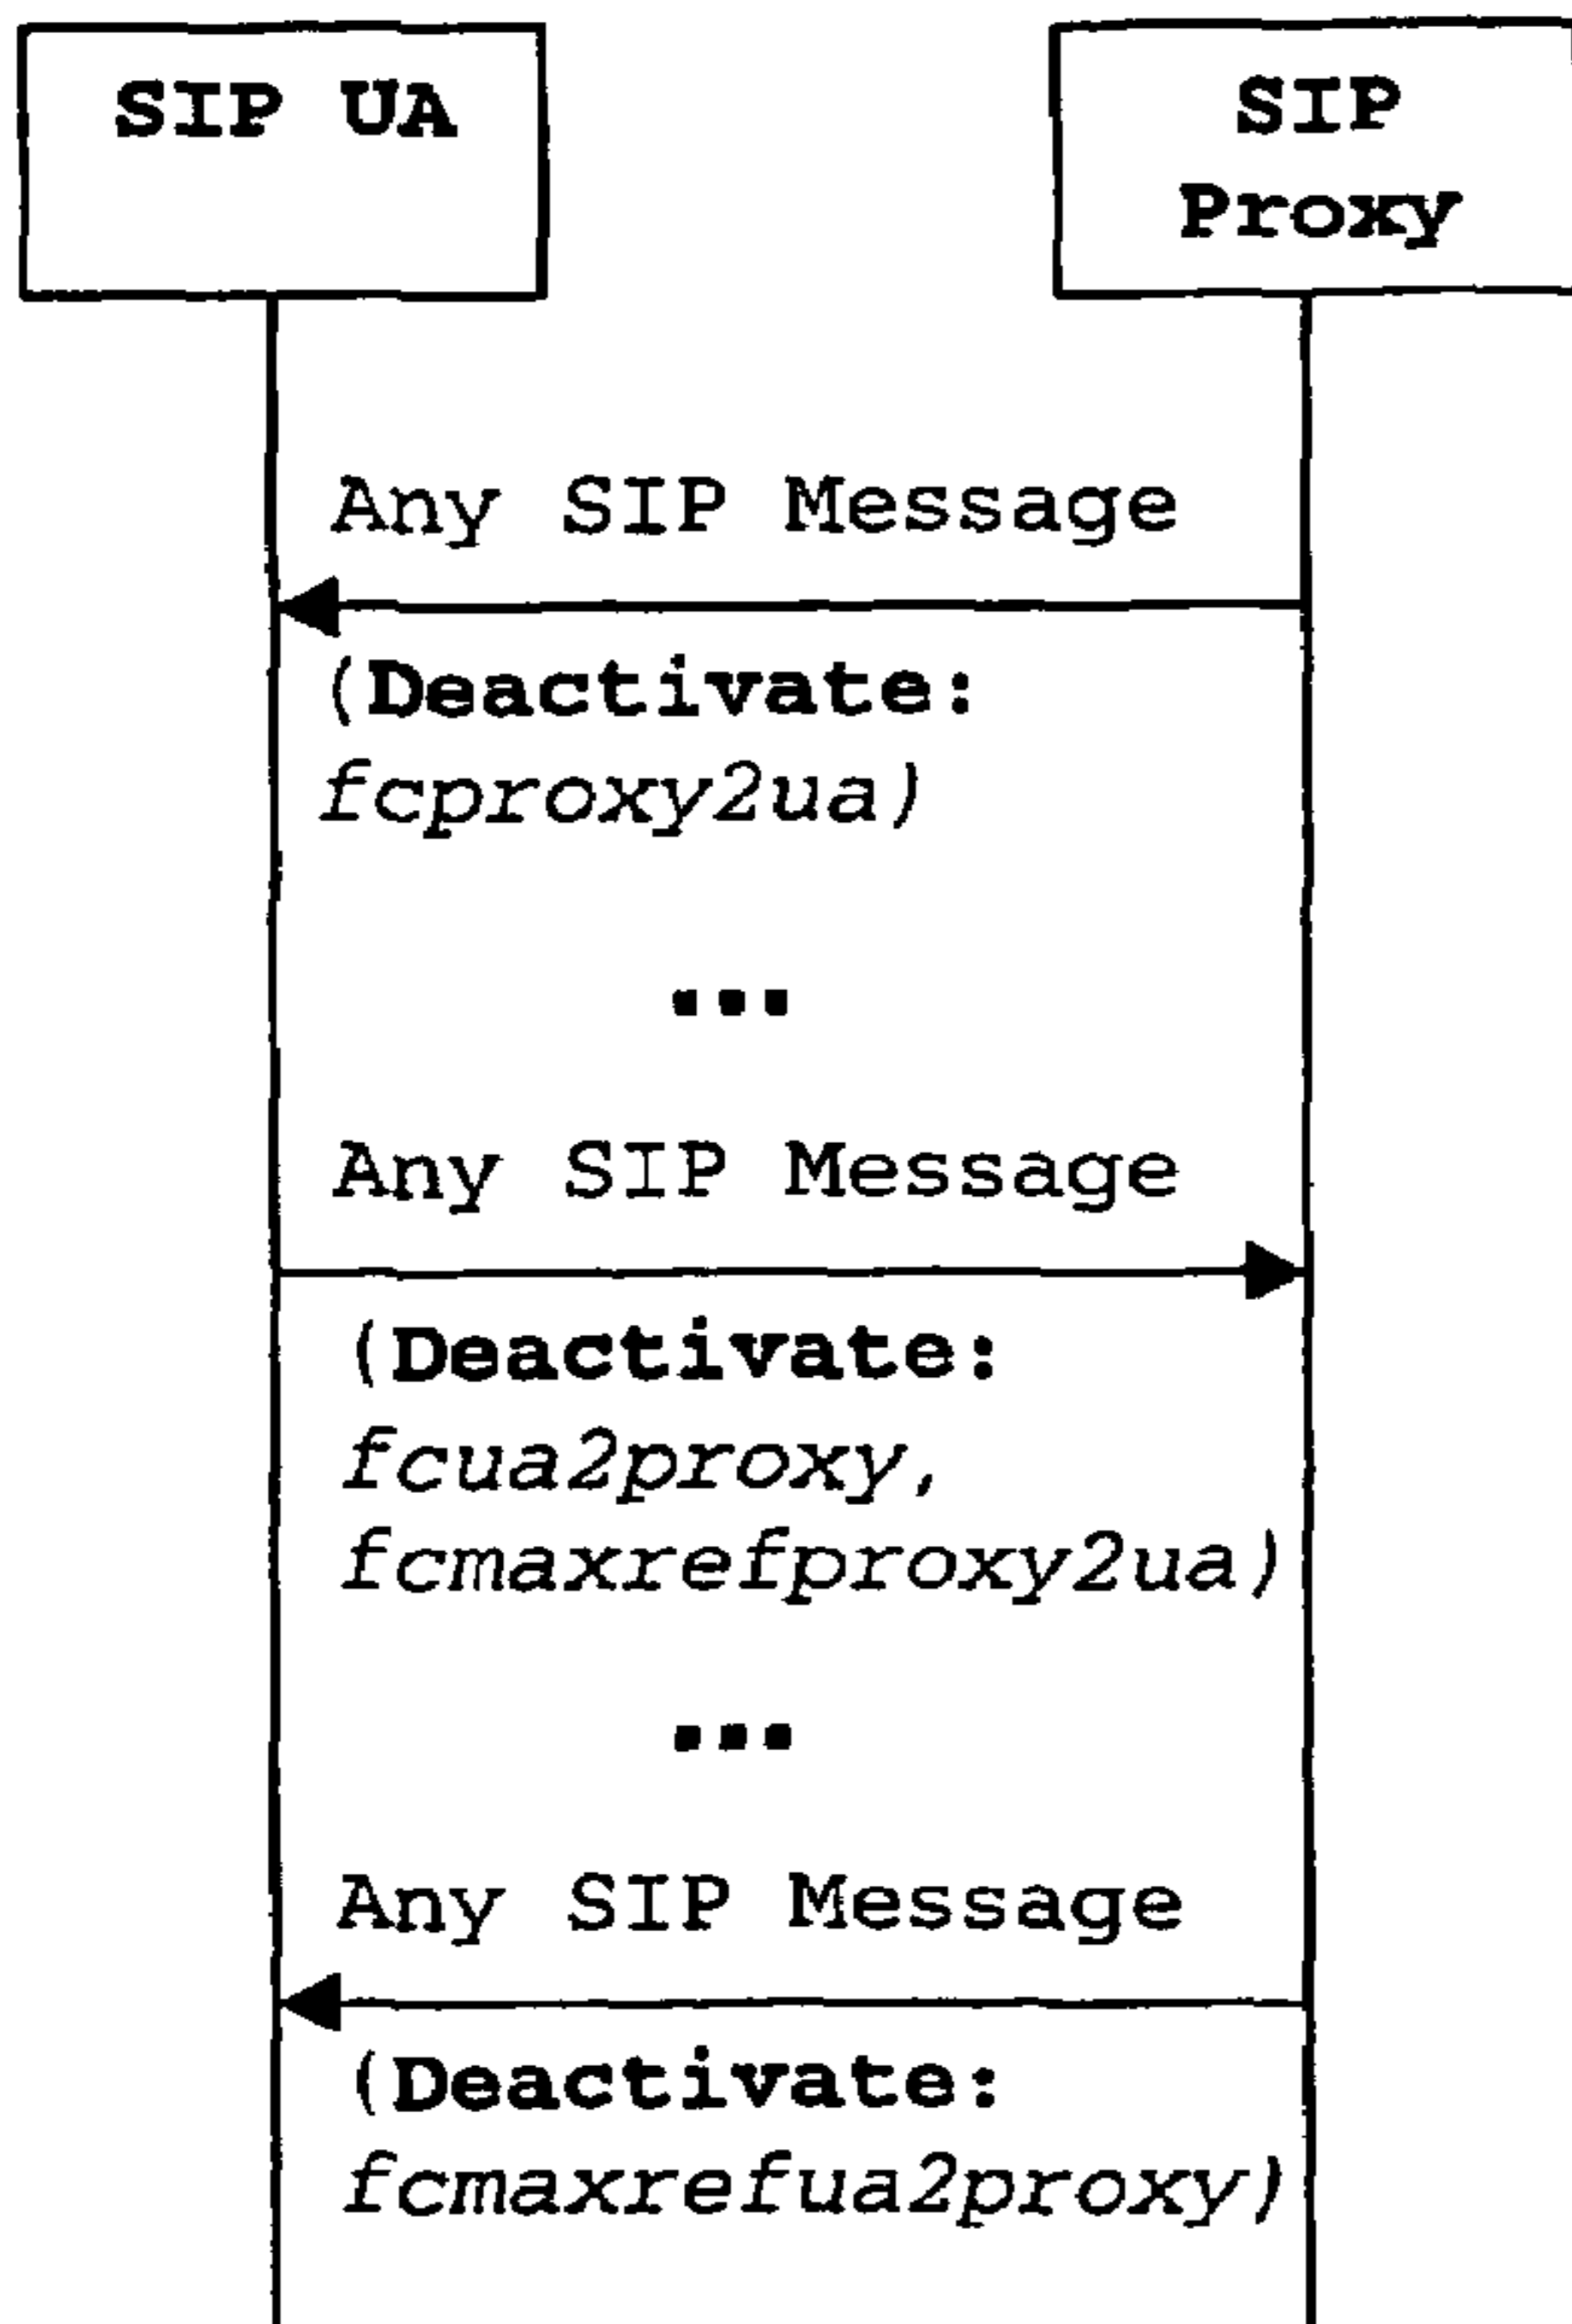 SIP UA
SIP
Proxy
Any SIP Message
(Deactivate:
fcproxy2ua)
...
Any SIP Message
(Deactivate:
fcua2proxy,
fcmaxrefproxy2ua)
...
Any SIP Message
(Deactivate:
fcmaxrefua2proxy)